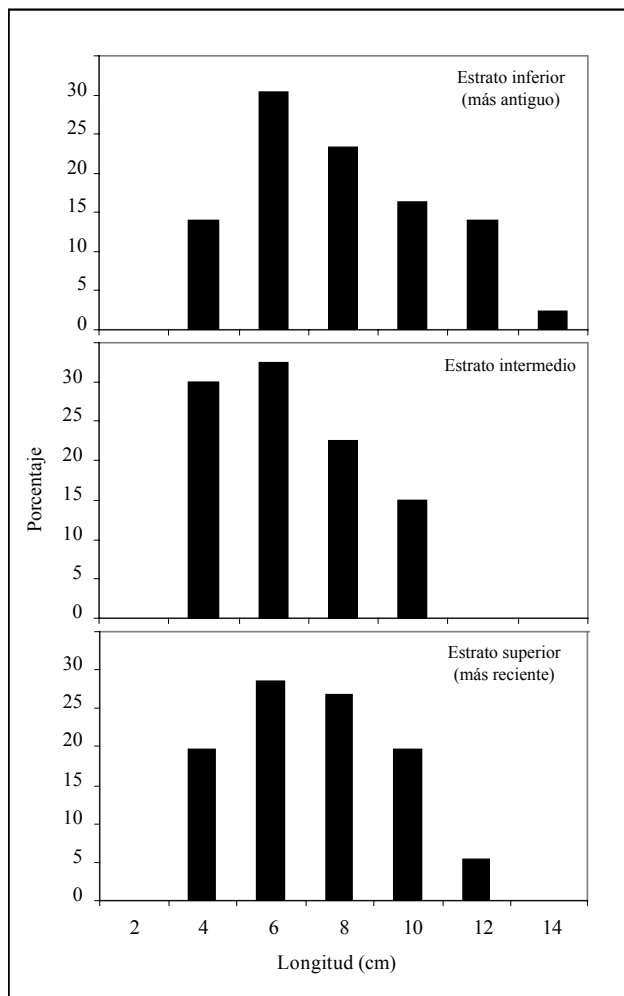 Estrato inferior
(más antiguo)
30
25
20
15
10
5
0
Estrato intermedio
30
25
20
15
10
5
0
Porcentaje
Estrato superior
(más reciente)
30
25
20
15
10
5
0
2 4 6 8 10 12 14
Longitud (cm)